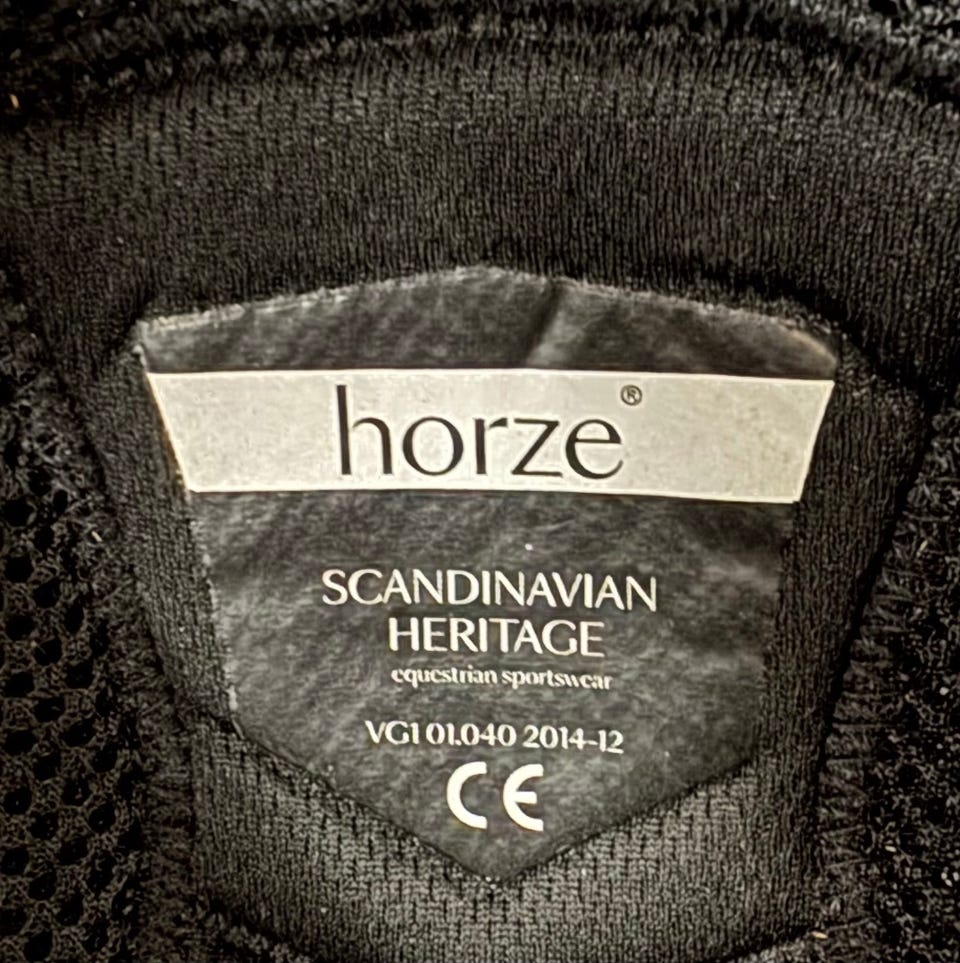 horze®
SCANDINAVIAN
HERITAGE
equestrian sportswear
VG1 01.040 2014-12
CE